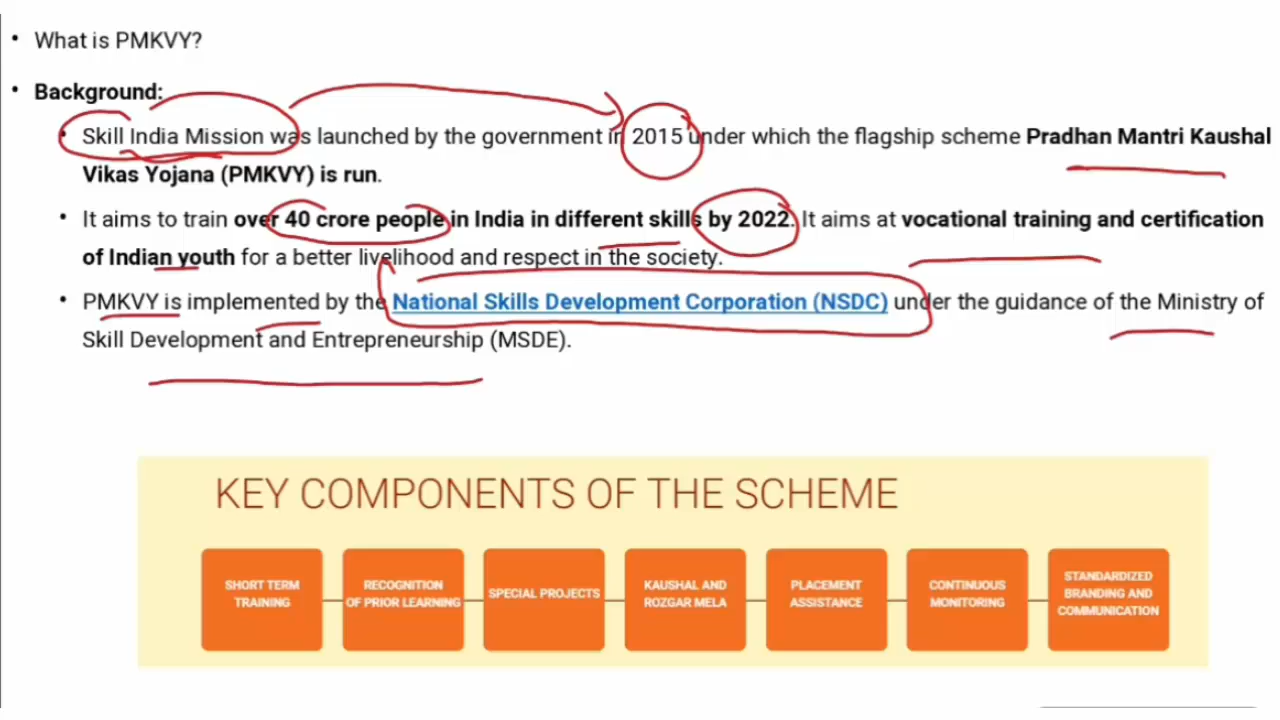 • What is PMKVY?
• Background:
• Skill India Mission was launched by the government in 2015 under which the flagship scheme Pradhan Mantri Kaushal
Vikas Yojana (PMKVY) is run.
• It aims to train over 40 crore people in India in different skills by 2022. It aims at vocational training and certification
of Indian youth for a better livelihood and respect in the society.
• PMKVY is implemented by the National Skills Development Corporation (NSDC) under the guidance of the Ministry of
Skill Development and Entrepreneurship (MSDE).
KEY COMPONENTS OF THE SCHEME
SHORT TERM
TRAINING
RECOGNITION
OF PRIOR LEARNING
SPECIAL PROJECTS
KAUSHAL AND
ROZGAR MELA
PLACEMENT
ASSISTANCE
CONTINUOUS
MONITORING
STANDARDIZED
BRANDING AND
COMMUNICATION